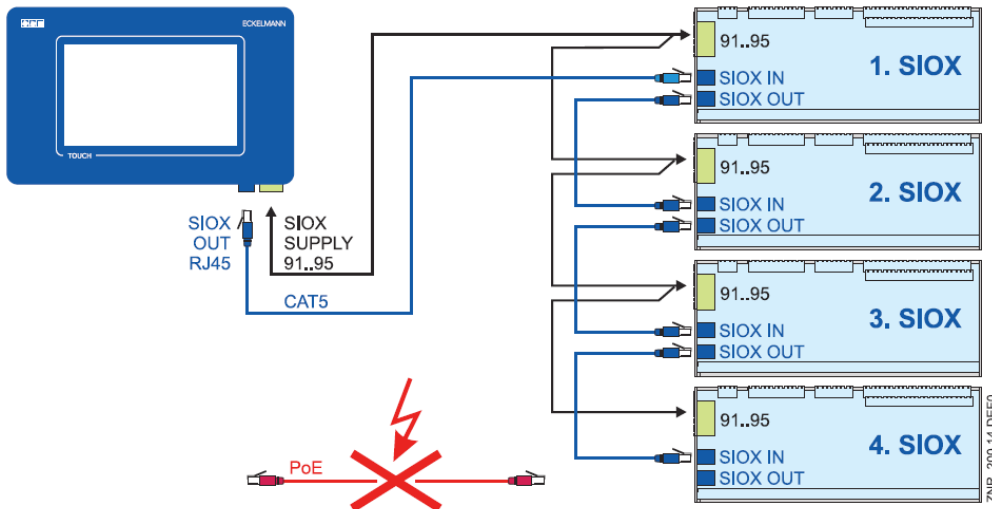 ECKELMANN
TOUCH
SIOX
OUT
RJ45
SIOX
SUPPLY
91..95
CAT5
PoE
91..95
SIOX IN
SIOX OUT
1. SIOX
91..95
SIOX IN
SIOX OUT
2. SIOX
91..95
SIOX IN
SIOX OUT
3. SIOX
91..95
SIOX IN
SIOX OUT
4. SIOX